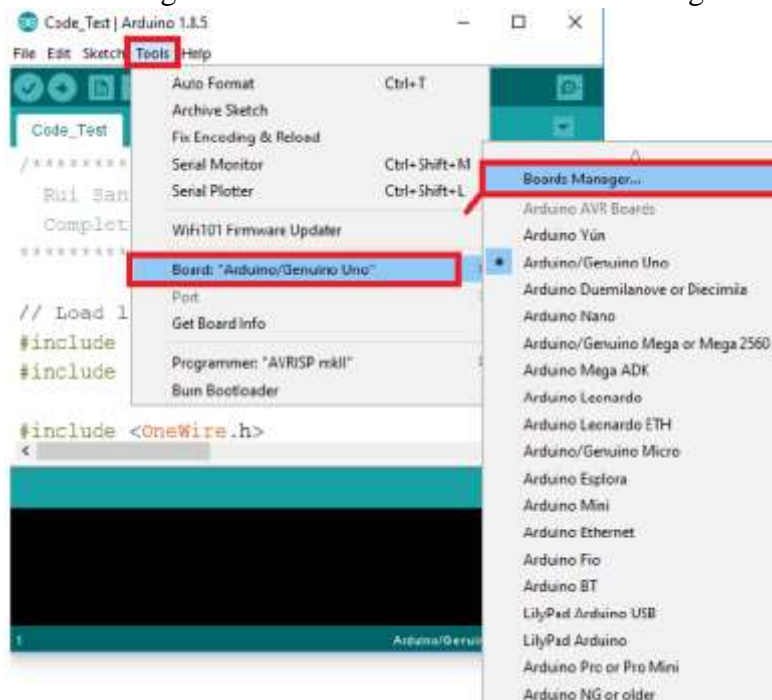 Code_Test | Arduino 1.8.5
File Edit Sketch Tools Help
Code_Test
/********
Rui San
Complet
*********
// Load l
#include
#include
#include <OneWire.h>
Auto Format Ctrl+T
Archive Sketch
Fix Encoding & Reload
Serial Monitor Ctrl+Shift+M
Serial Plotter Ctrl+Shift+L
WiFi101 Firmware Updater
Board: "Arduino/Genuino Uno"
Port
Get Board Info
Programmer: "AVRISP mkII"
Burn Bootloader
Boards Manager...
Arduino AVR Boards
Arduino Yún
Arduino/Genuino Uno
Arduino Duemilanove or Diecimila
Arduino Nano
Arduino/Genuino Mega or Mega 2560
Arduino Mega ADK
Arduino Leonardo
Arduino Leonardo ETH
Arduino/Genuino Micro
Arduino Esplora
Arduino Mini
Arduino Ethernet
Arduino Fio
Arduino BT
LilyPad Arduino USB
LilyPad Arduino
Arduino Pro or Pro Mini
Arduino NG or older
1 Arduino/Genuin